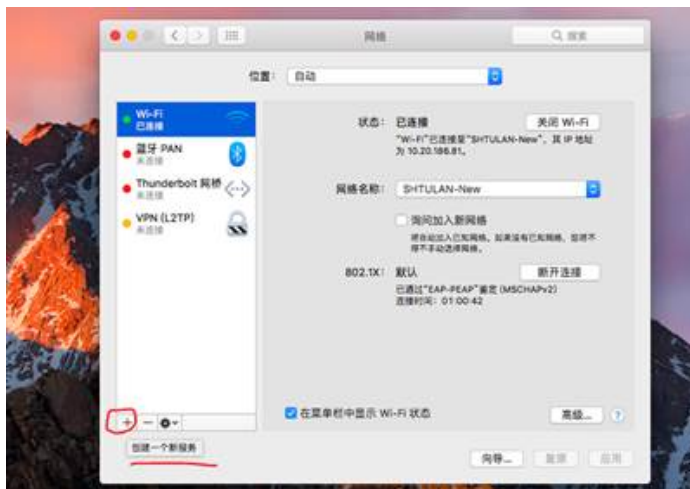 网络
搜索
位置： 自动
Wi-Fi
已连接
蓝牙 PAN
未连接
Thunderbolt 网桥
未连接
VPN (L2TP)
未连接
状态： 已连接
关闭 Wi-Fi
"Wi-Fi"已连接至"SHTULAN-New"，其 IP 地址
为 10.20.186.81。
网络名称： SHTULAN-New
询问加入新网络
将自动加入已知网络。如果没有已知网络，您将不
得不手动选择网络。
802.1X： 默认
断开连接
已通过"EAP-PEAP"鉴定 (MSCHAPv2)
连接时间：01:00:42
+ −
创建一个新服务
在菜单栏中显示 Wi-Fi 状态
高级...
?
向导...
复原
应用